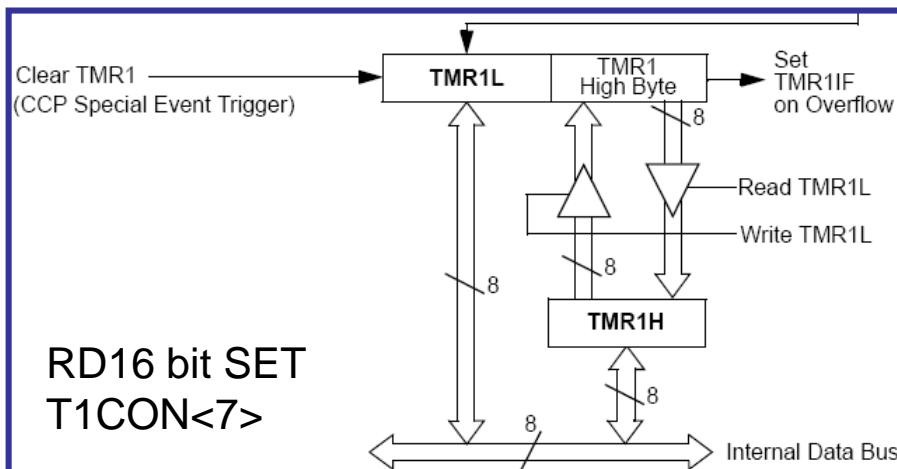 Clear TMR1
(CCP Special Event Trigger)
TMR1L
TMR1
High Byte
Set
TMR1IF
on Overflow
8
Read TMR1L
Write TMR1L
8
8
TMR1H
8
RD16 bit SET
T1CON<7>
8
Internal Data Bus